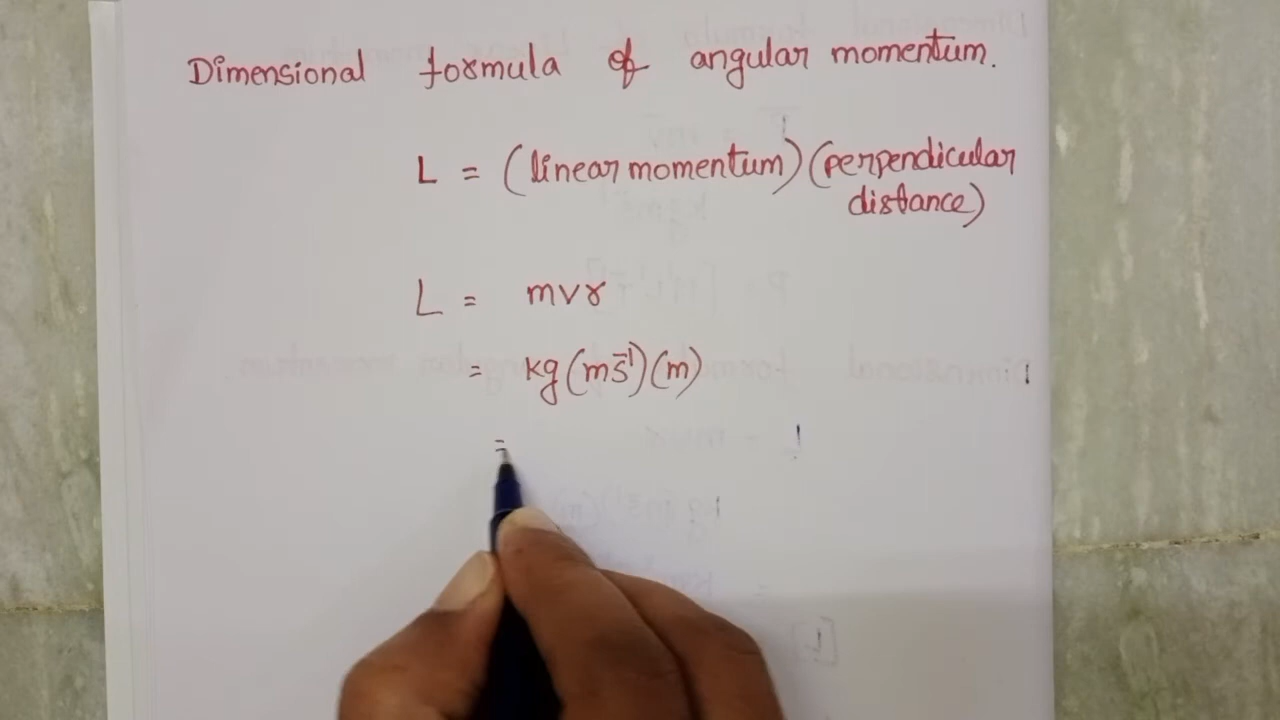 Dimensional formula of angular momentum.
L = (linear momentum) (perpendicular
distance)
L = mvr
= kg (ms⁻¹) (m)
=